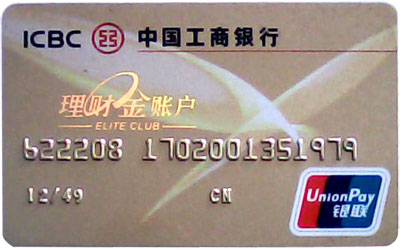 ICBC 中国工商银行
理财金账户
ELITE CLUB
622208 1702001351979
12/49 CN
UnionPay
银联